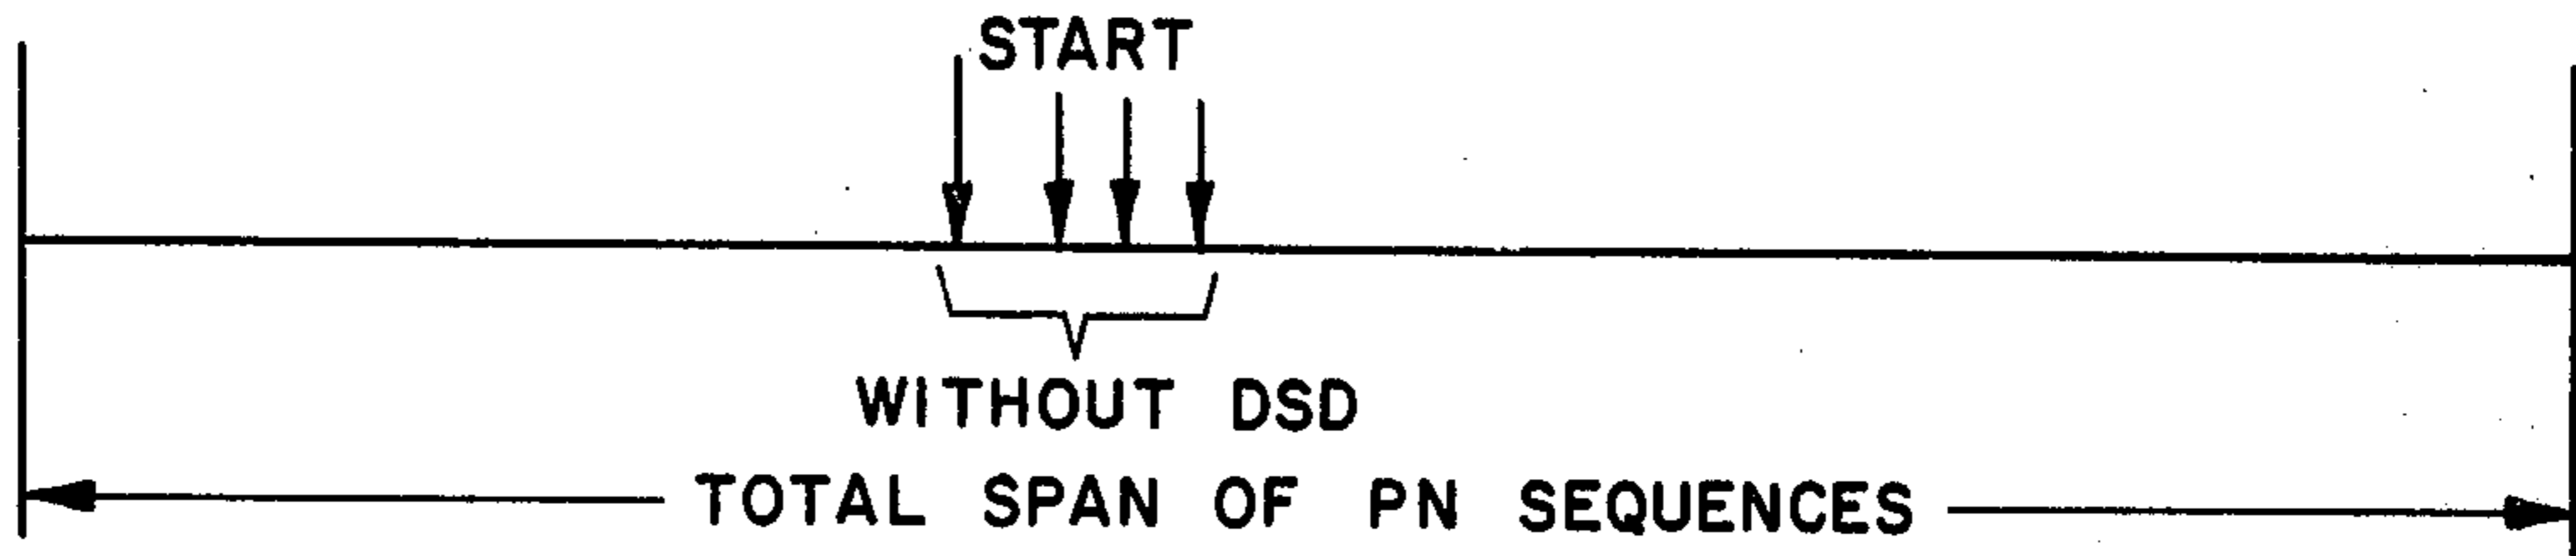 START
WITHOUT DSD
TOTAL SPAN OF PN SEQUENCES